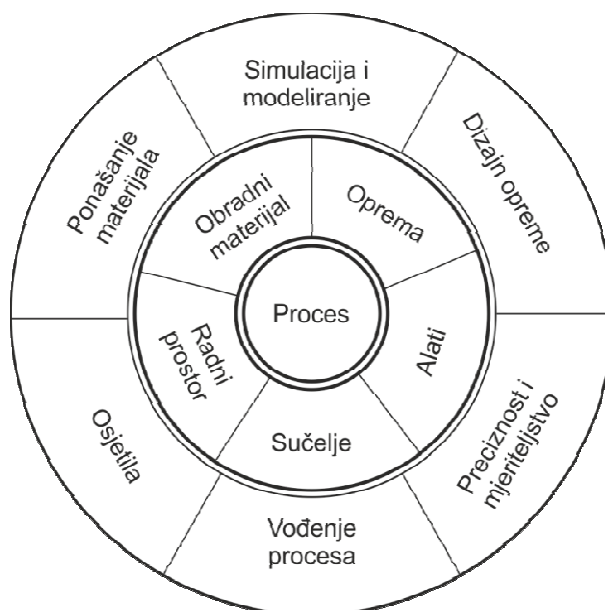 Simulacija i
modeliranje
Dizajn opreme
Preciznost i
mjeriteljstvo
Vođenje
procesa
Osjetila
Ponašanje
materijala
Obradni
materijal
Oprema
Alati
Sučelje
Radni
prostor
Proces